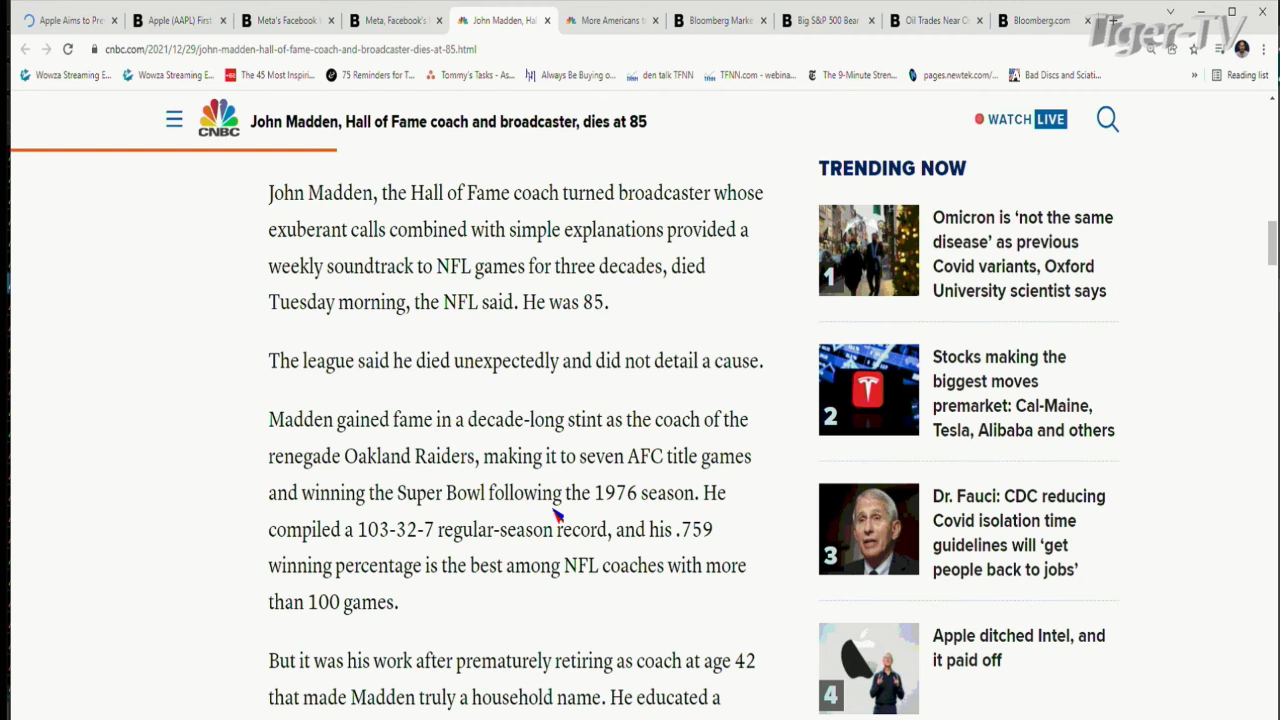 Apple Aims to Pre
Apple (AAPL) First
Meta's Facebook
Meta, Facebook's
John Madden, Hal
More Americans t
Bloomberg Marke
Big S&P 500 Bear
Oil Trades Near O
Bloomberg.com
Tiger-TV
cnbc.com/2021/12/29/john-madden-hall-of-fame-coach-and-broadcaster-dies-at-85.html
Wowza Streaming E...
Wowza Streaming E...
The 45 Most Inspiri...
75 Reminders for T...
Tommy's Tasks - As...
Always Be Buying o...
den talk TFNN
TFNN.com - webina...
The 9-Minute Stren...
pages.newtek.com/...
Bad Discs and Sciati...
»
Reading list
CNBC
John Madden, Hall of Fame coach and broadcaster, dies at 85
WATCH LIVE
John Madden, the Hall of Fame coach turned broadcaster whose
exuberant calls combined with simple explanations provided a
weekly soundtrack to NFL games for three decades, died
Tuesday morning, the NFL said. He was 85.
The league said he died unexpectedly and did not detail a cause.
Madden gained fame in a decade-long stint as the coach of the
renegade Oakland Raiders, making it to seven AFC title games
and winning the Super Bowl following the 1976 season. He
compiled a 103-32-7 regular-season record, and his .759
winning percentage is the best among NFL coaches with more
than 100 games.
But it was his work after prematurely retiring as coach at age 42
that made Madden truly a household name. He educated a
TRENDING NOW
1
Omicron is ‘not the same
disease’ as previous
Covid variants, Oxford
University scientist says
2
Stocks making the
biggest moves
premarket: Cal-Maine,
Tesla, Alibaba and others
3
Dr. Fauci: CDC reducing
Covid isolation time
guidelines will ‘get
people back to jobs’
4
Apple ditched Intel, and
it paid off